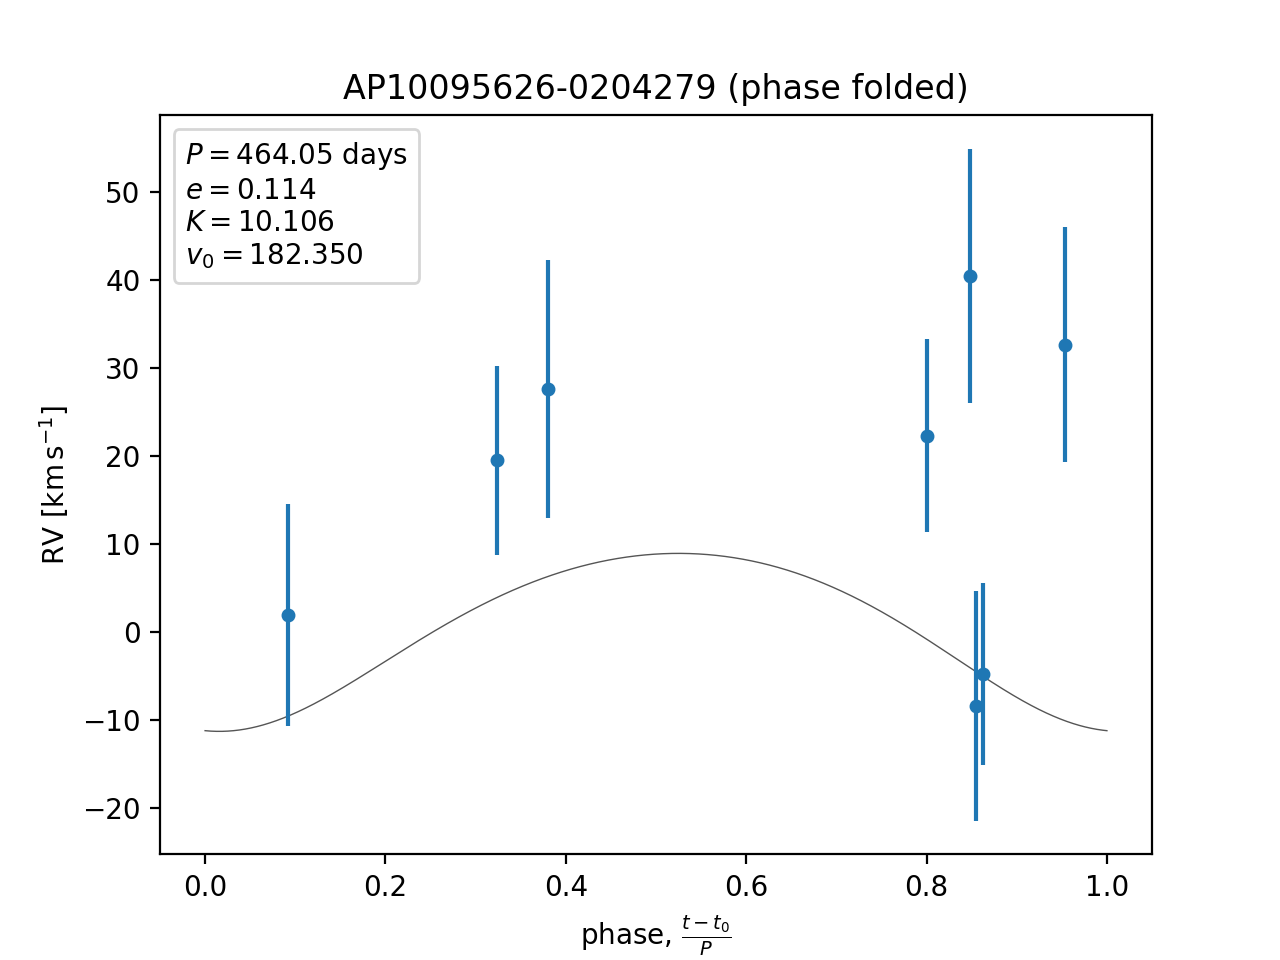 AP10095626-0204279 (phase folded)
P = 464.05 days
e = 0.114
K = 10.106
v₀ = 182.350
50
40
30
20
10
0
−10
−20
RV [km s⁻¹]
0.0 0.2 0.4 0.6 0.8 1.0
phase, (t − t₀)/P